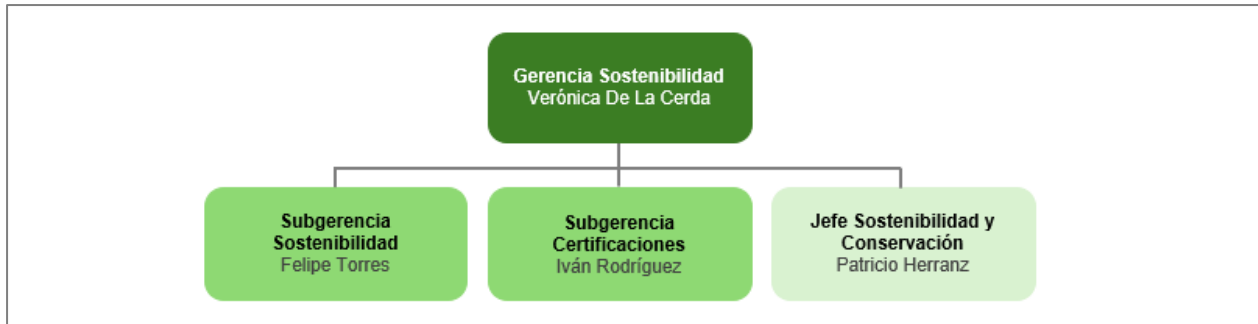 Gerencia Sostenibilidad
Verónica De La Cerda
Subgerencia
Sostenibilidad
Felipe Torres
Subgerencia
Certificaciones
Iván Rodríguez
Jefe Sostenibilidad y
Conservación
Patricio Herranz